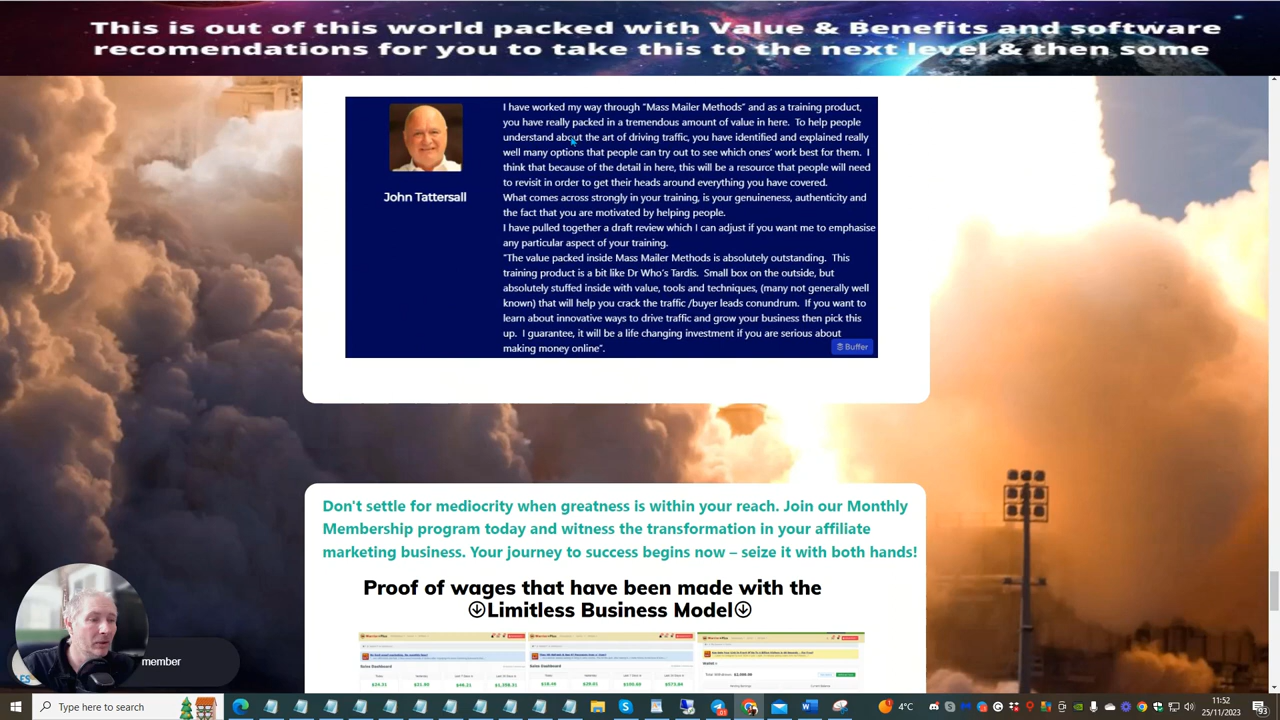 This is out of this world packed with Value & Benefits and software
recomendations for you to take this to the next level & then some
I have worked my way through "Mass Mailer Methods" and as a training product,
you have really packed in a tremendous amount of value in here. To help people
understand about the art of driving traffic, you have identified and explained really
well many options that people can try out to see which ones' work best for them. I
think that because of the detail in here, this will be a resource that people will need
to revisit in order to get their heads around everything you have covered.
What comes across strongly in your training, is your genuineness, authenticity and
the fact that you are motivated by helping people.
I have pulled together a draft review which I can adjust if you want me to emphasise
any particular aspect of your training.
"The value packed inside Mass Mailer Methods is absolutely outstanding. This
training product is a bit like Dr Who's Tardis. Small box on the outside, but
absolutely stuffed inside with value, tools and techniques, (many not generally well
known) that will help you crack the traffic /buyer leads conundrum. If you want to
learn about innovative ways to drive traffic and grow your business then pick this
up. I guarantee, it will be a life changing investment if you are serious about
making money online".
John Tattersall
Buffer
Don't settle for mediocrity when greatness is within your reach. Join our Monthly
Membership program today and witness the transformation in your affiliate
marketing business. Your journey to success begins now – seize it with both hands!
Proof of wages that have been made with the
Limitless Business Model
Sales Dashboard
Sales Dashboard
member
Type here to search
4°C
11:52
25/11/2023